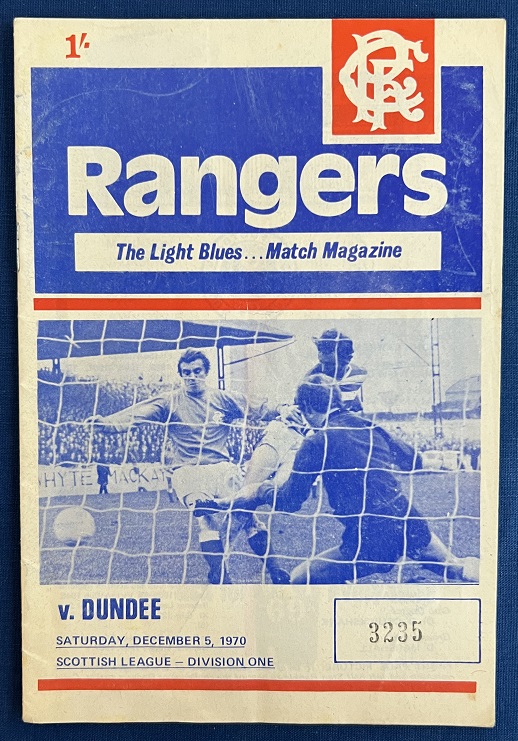 1/-
RFC
Rangers
The Light Blues...Match Magazine
WHYTE MACKAY
v. DUNDEE
SATURDAY, DECEMBER 5, 1970
SCOTTISH LEAGUE – DIVISION ONE
3235